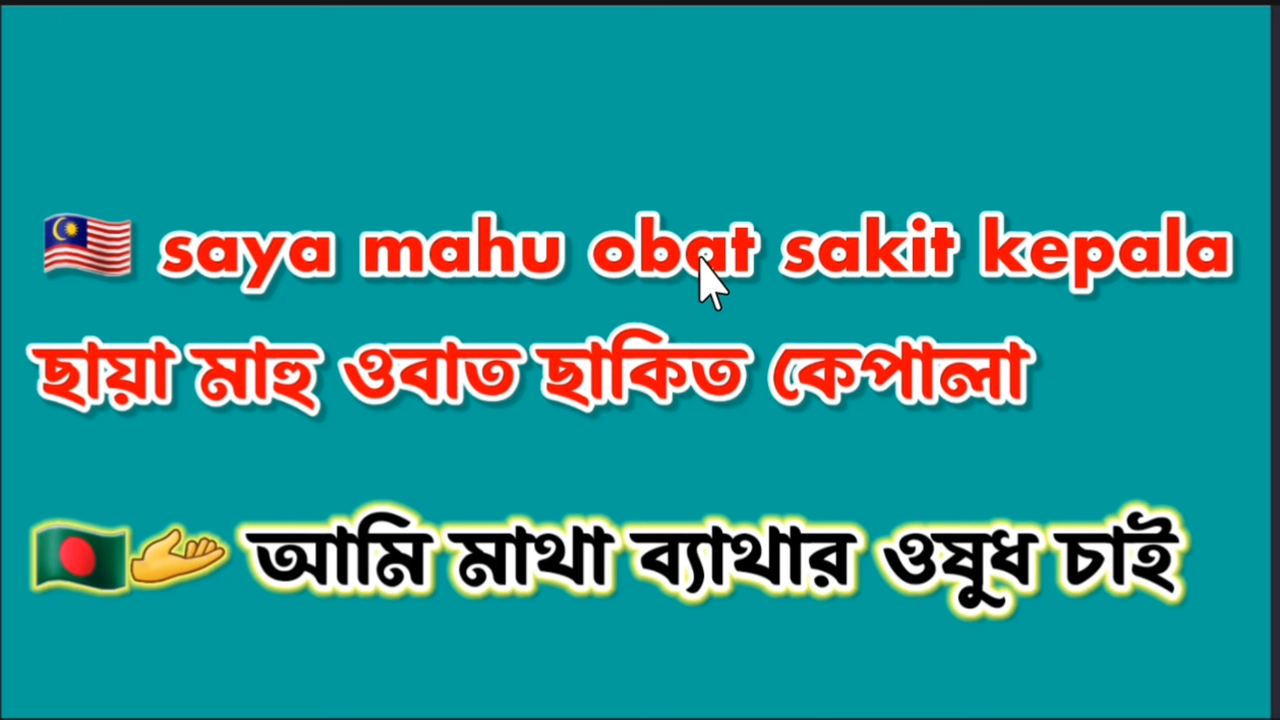 saya mahu obat sakit kepala
ছায়া মাহু ওবাত ছাকিত কেপালা
আমি মাথা ব্যাথার ওষুধ চাই